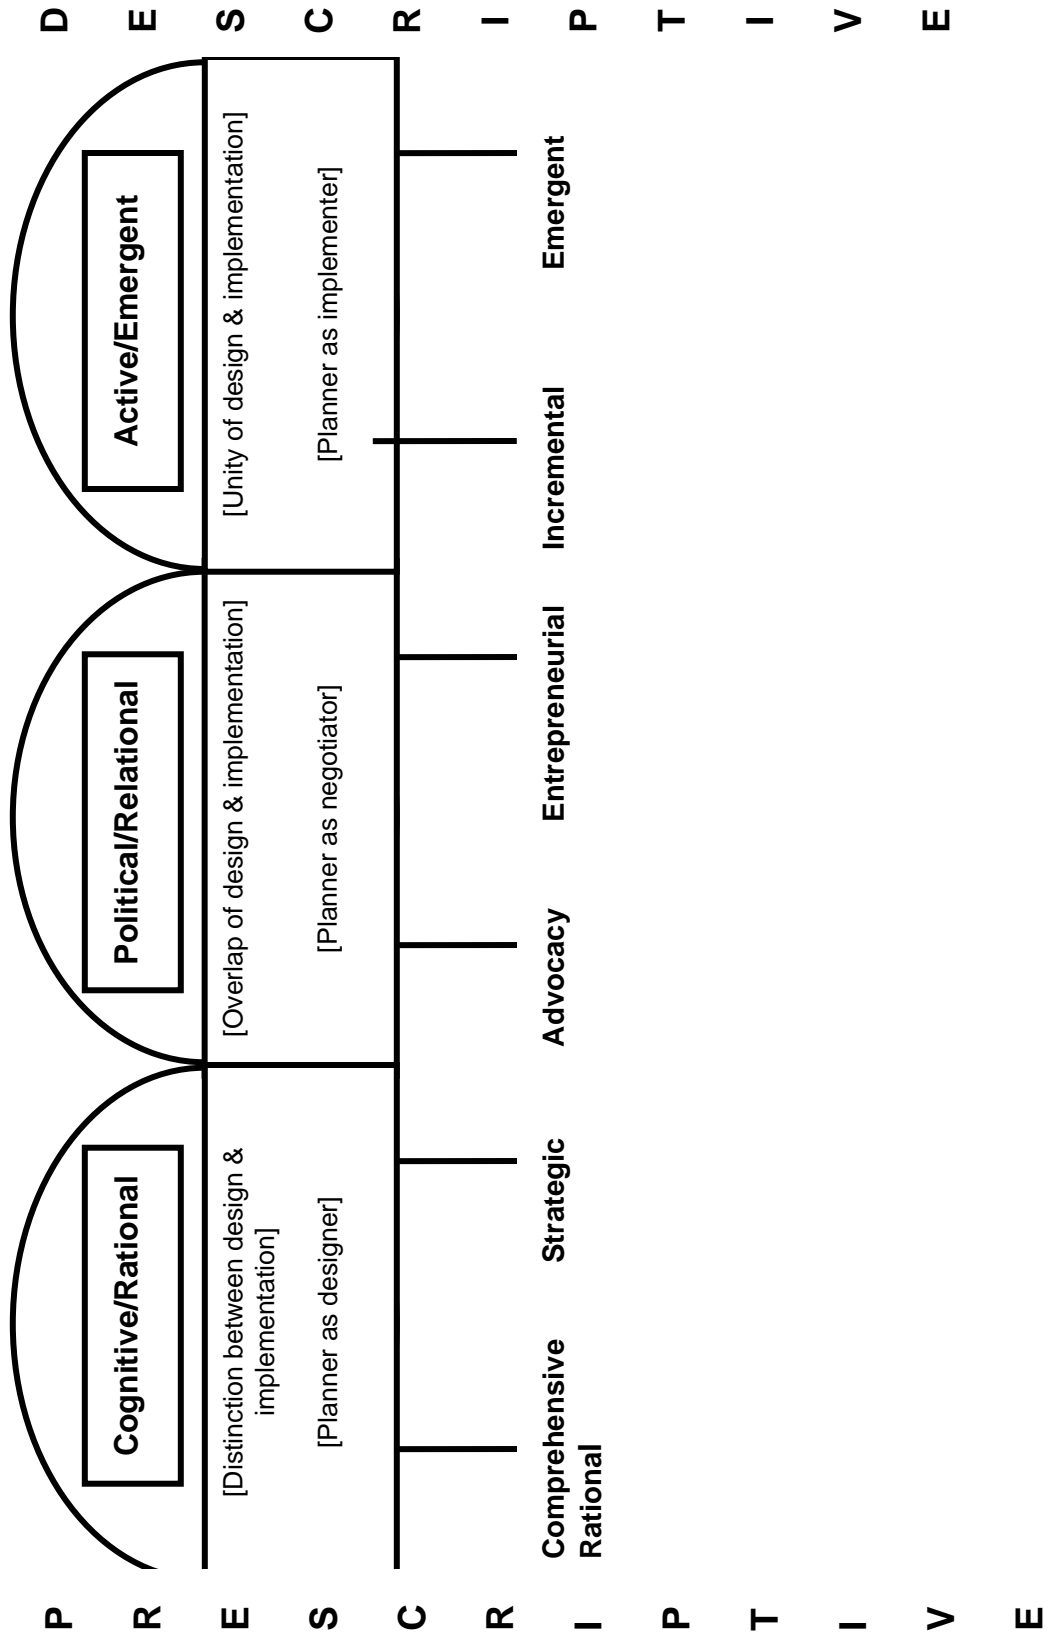 PRESCRIPTIVE
Cognitive/Rational
Political/Relational
Active/Emergent
[Distinction between design &
implementation]
[Planner as designer]
[Overlap of design & implementation]
[Planner as negotiator]
[Unity of design & implementation]
[Planner as implementer]
Comprehensive
Rational
Strategic
Advocacy
Entrepreneurial
Incremental
Emergent
DESCRIPTIVE